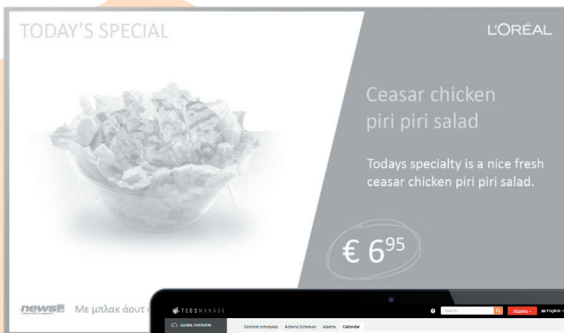 TODAY'S SPECIAL
L'ORÉAL
Ceasar chicken
piri piri salad
Todays specialty is a nice fresh
ceasar chicken piri piri salad.
€ 6⁹⁵
news
Με μπλακ άουτ
TEOSMANAGE
Search
Alarms
English
GLOBAL OVERVIEW
Content schedules
Actions Schedule
Alarms
Calendar